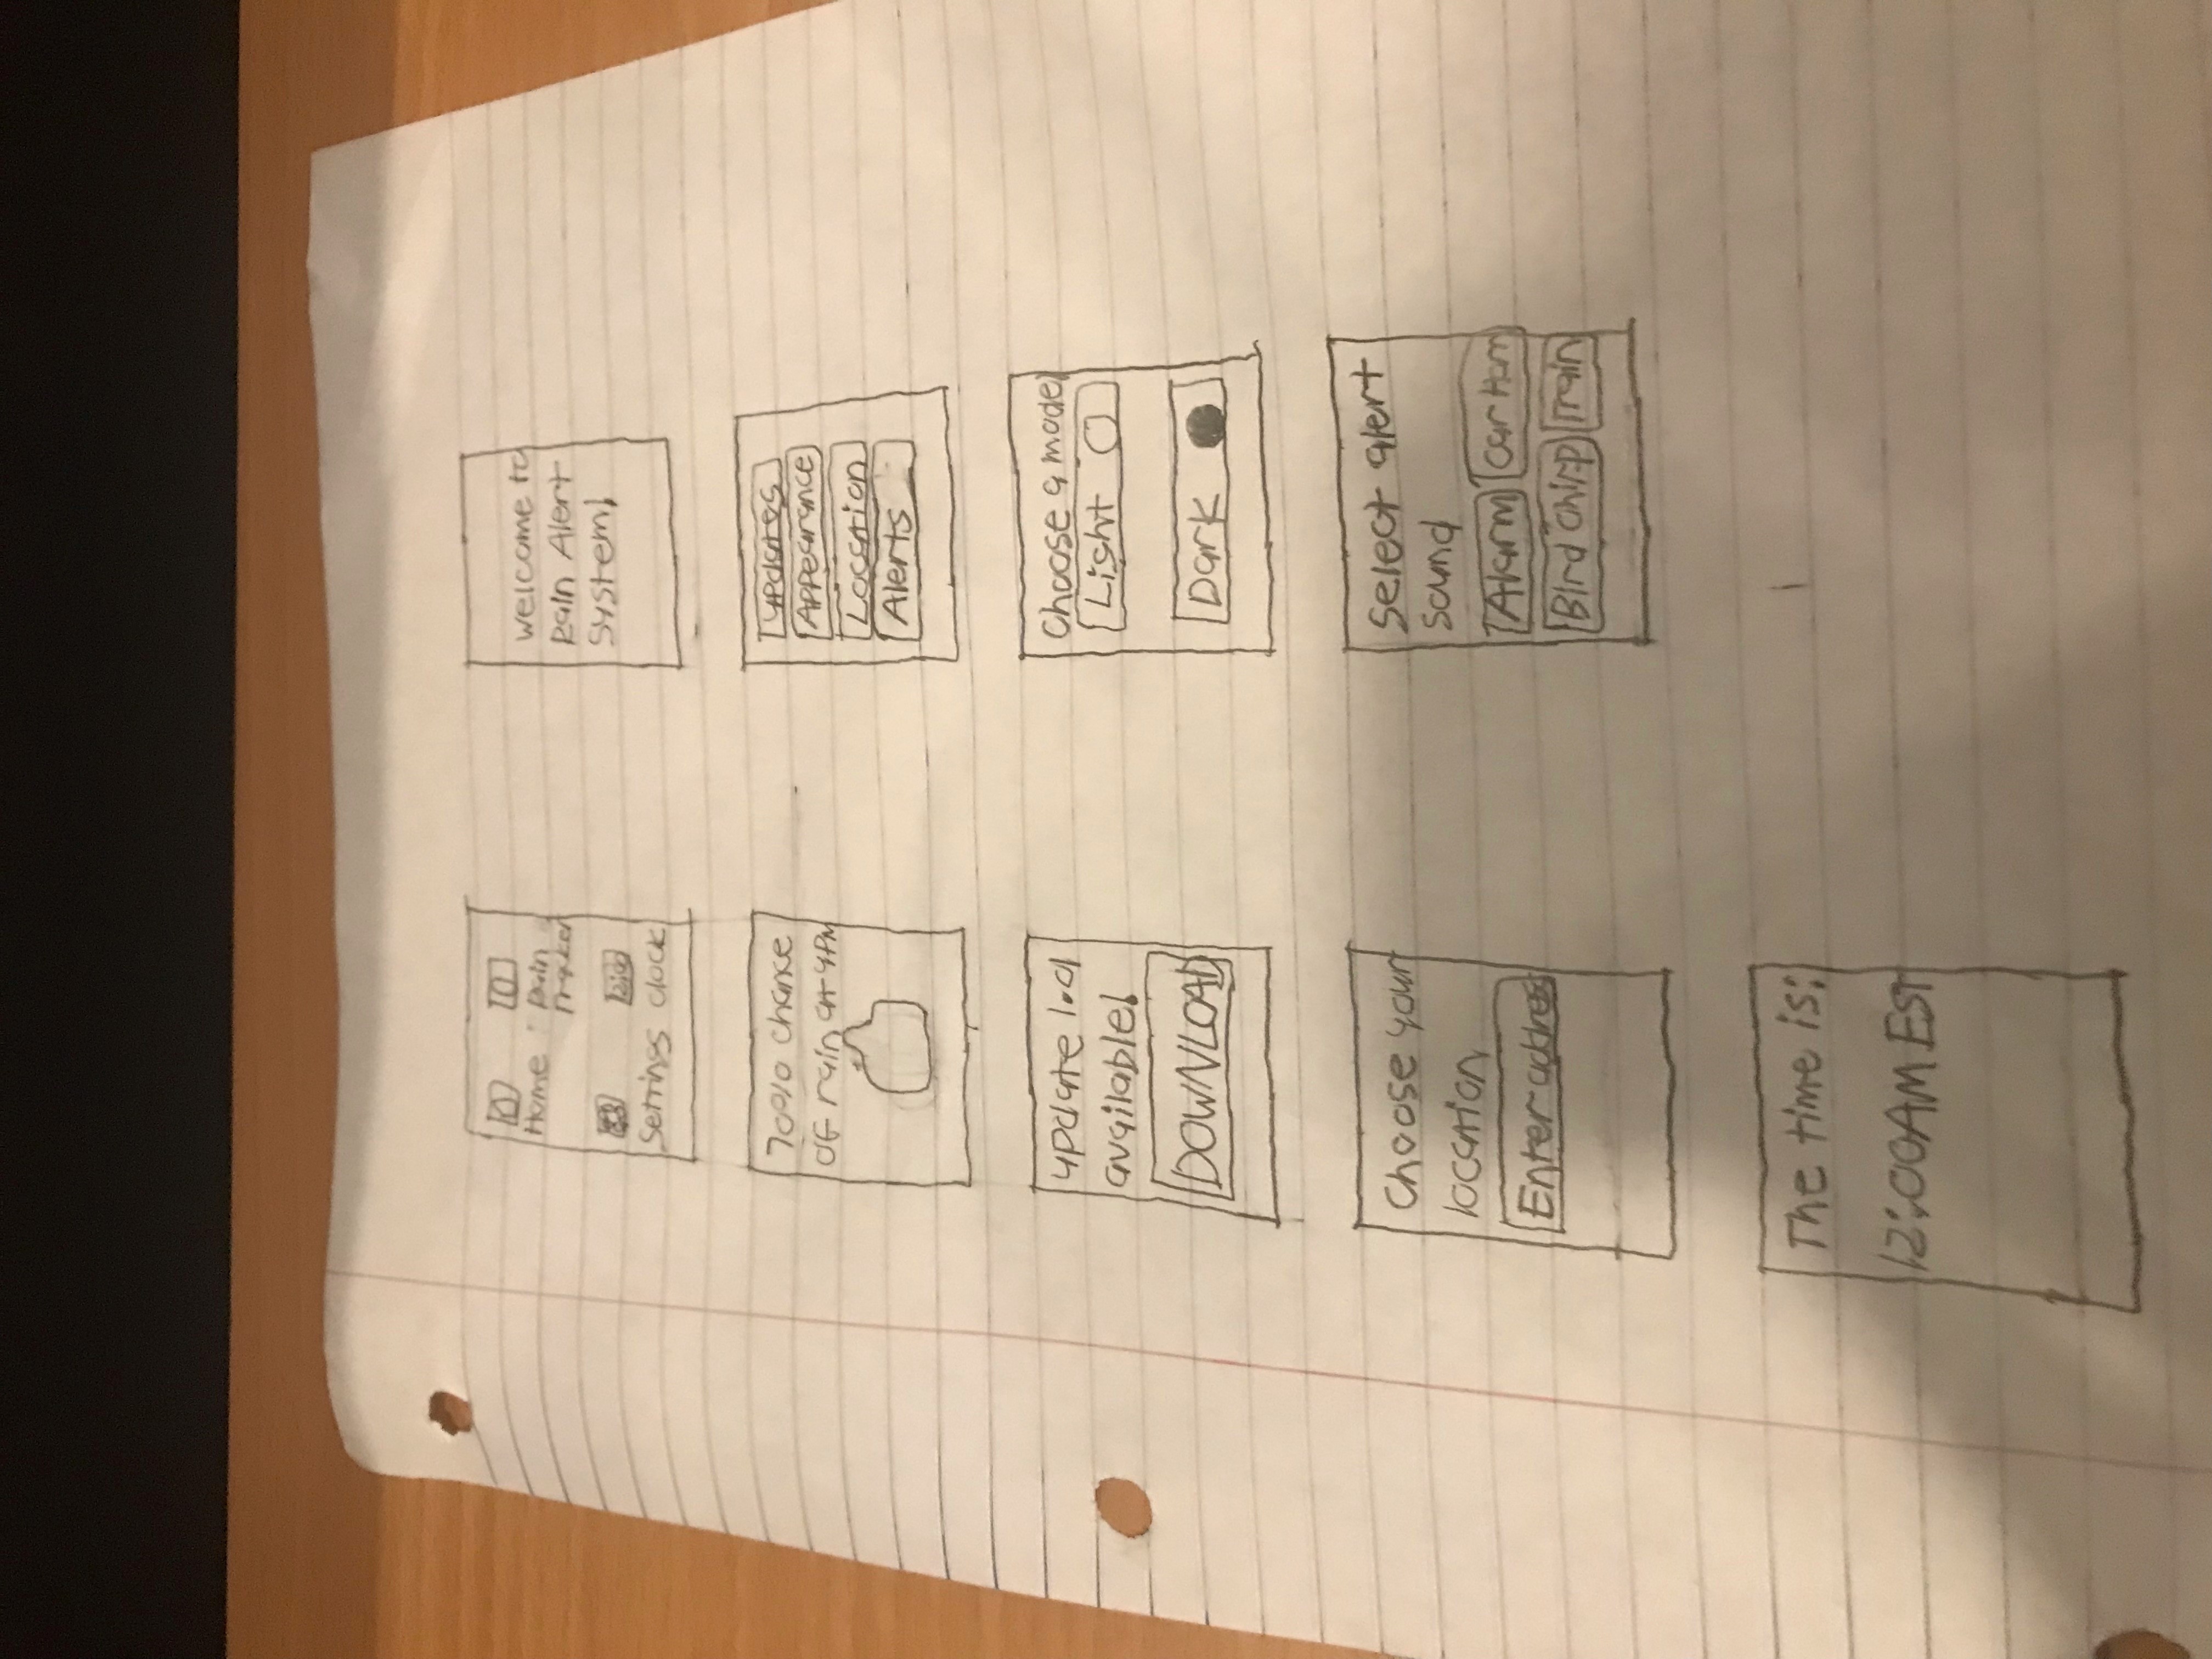 Home Rain
Tracker
Settings Clock
Welcome to
Rain Alert
System!
70% chance
of rain at 4PM
Updates
Appearance
Location
Alerts
update 1.01
available!
DOWNLOAD
Choose a mode!
Light
Dark
Choose your
location
Enter address
Select alert
sound
Alarm Car Horn
Bird Chirp Train
The time is:
12:00AM EST